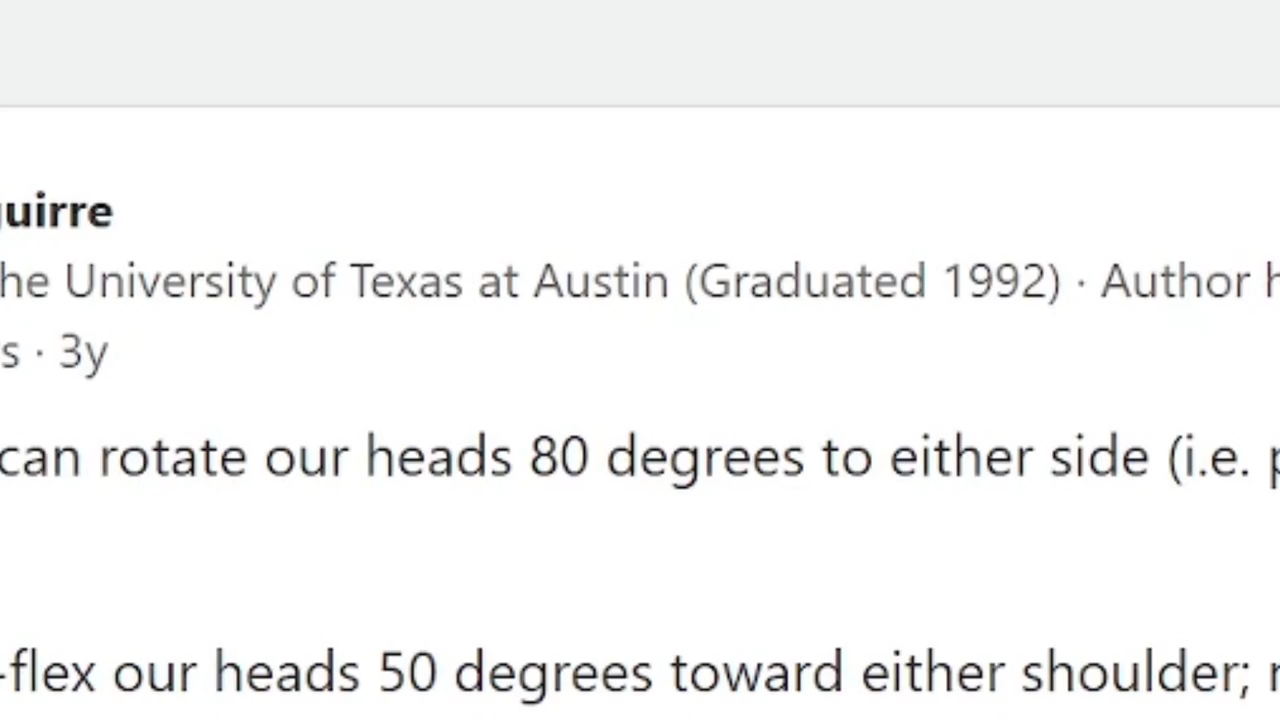 guirre
he University of Texas at Austin (Graduated 1992) · Author h
s · 3y
can rotate our heads 80 degrees to either side (i.e. p
-flex our heads 50 degrees toward either shoulder;